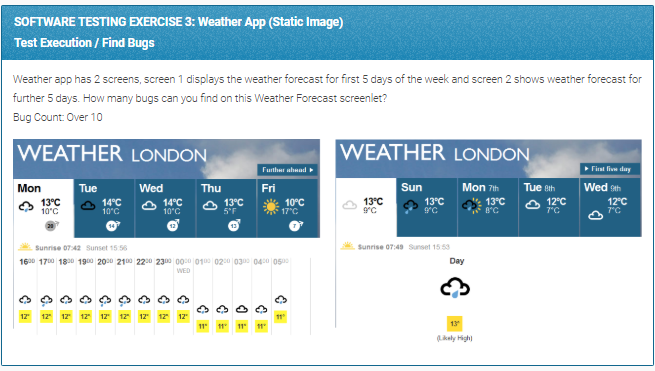 SOFTWARE TESTING EXERCISE 3: Weather App (Static Image)
Test Execution / Find Bugs
Weather app has 2 screens, screen 1 displays the weather forecast for first 5 days of the week and screen 2 shows weather forecast for
further 5 days. How many bugs can you find on this Weather Forecast screenlet?
Bug Count: Over 10
WEATHER LONDON
Further ahead
Mon Tue Wed Thu Fri
13°C 14°C 14°C 13°C 10°C
10°C 10°C 10°C 5°F 17°C
20 14 12 13 7
Sunrise 07:42 Sunset 15:56
1600 1700 1800 1900 2000 2100 2200 2300 0000 0100 0200 0300 0400 0500
WED
12° 12° 12° 12° 12° 12° 12° 12° 12° 11° 11° 11° 11° 11°
WEATHER LONDON
First five day
Sun Mon 7th Tue 8th Wed 9th
13°C 13°C 13°C 12°C 12°C
9°C 9°C 8°C 7°C 7°C
Sunrise 07:49 Sunset 15:53
Day
13°
(Likely High)